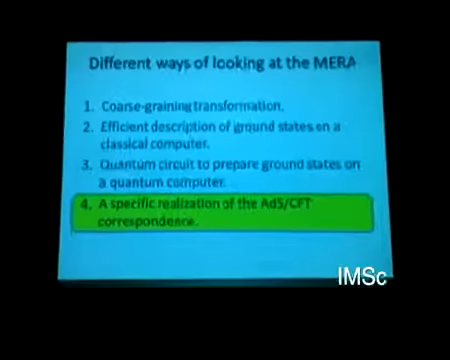 Different ways of looking at the MERA
1. Coarse-graining transformation.
2. Efficient description of ground states on a
classical computer.
3. Quantum circuit to prepare ground states on
a quantum computer.
4. A specific realization of the AdS/CFT
correspondence.
IMSc